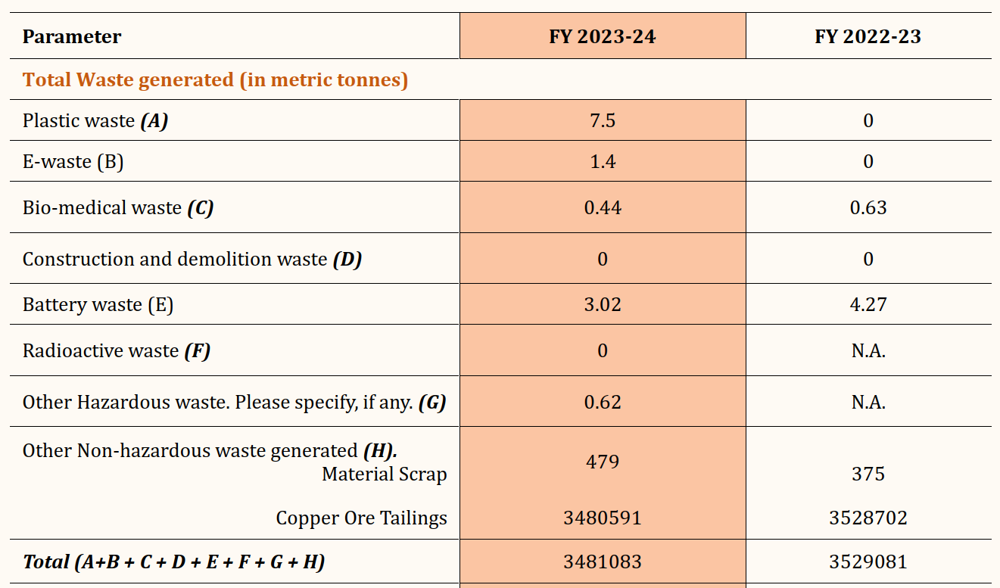 Parameter FY 2023-24 FY 2022-23
Total Waste generated (in metric tonnes)
Plastic waste (A) 7.5 0
E-waste (B) 1.4 0
Bio-medical waste (C) 0.44 0.63
Construction and demolition waste (D) 0 0
Battery waste (E) 3.02 4.27
Radioactive waste (F) 0 N.A.
Other Hazardous waste. Please specify, if any. (G) 0.62 N.A.
Other Non-hazardous waste generated (H).
Material Scrap 479 375
Copper Ore Tailings 3480591 3528702
Total (A+B + C + D + E + F + G + H) 3481083 3529081